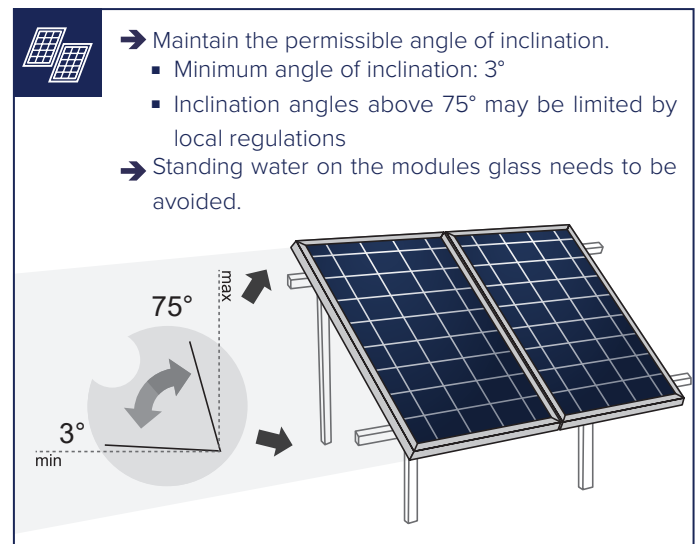 Maintain the permissible angle of inclination.
Minimum angle of inclination: 3°
Inclination angles above 75° may be limited by
local regulations
Standing water on the modules glass needs to be
avoided.
max
75°
3°
min